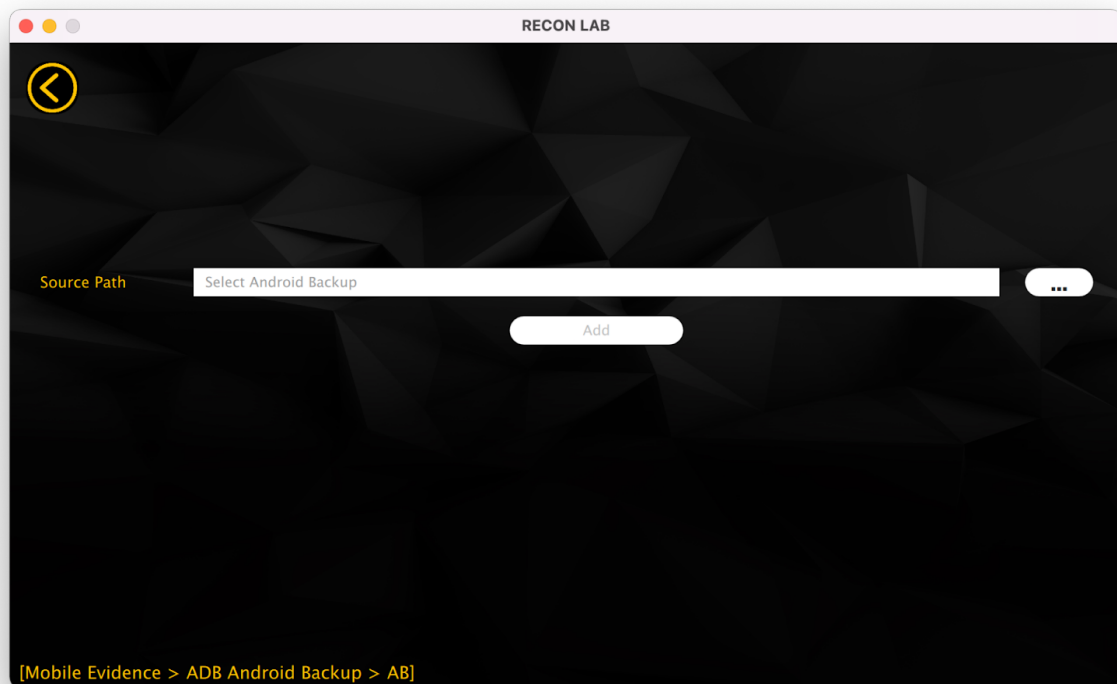 RECON LAB
Source Path
Select Android Backup
...
Add
[Mobile Evidence > ADB Android Backup > AB]